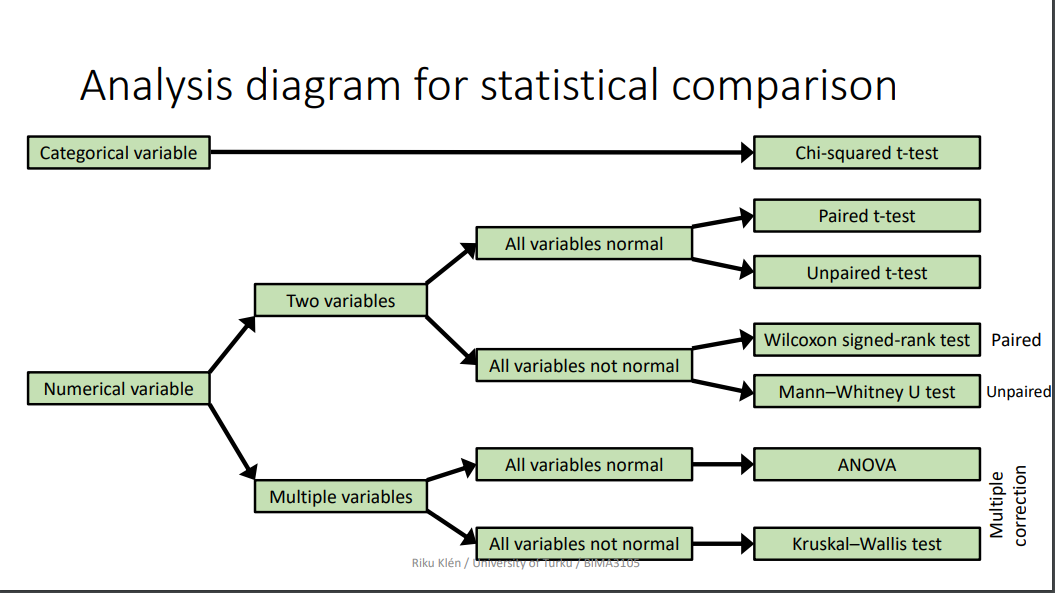 Analysis diagram for statistical comparison
Categorical variable
Chi-squared t-test
Paired t-test
All variables normal
Unpaired t-test
Two variables
Wilcoxon signed-rank test
Paired
All variables not normal
Mann–Whitney U test
Unpaired
Numerical variable
All variables normal
ANOVA
Multiple variables
Multiple
correction
All variables not normal
Kruskal–Wallis test
Riku Klén / University of Turku / BIMA3105